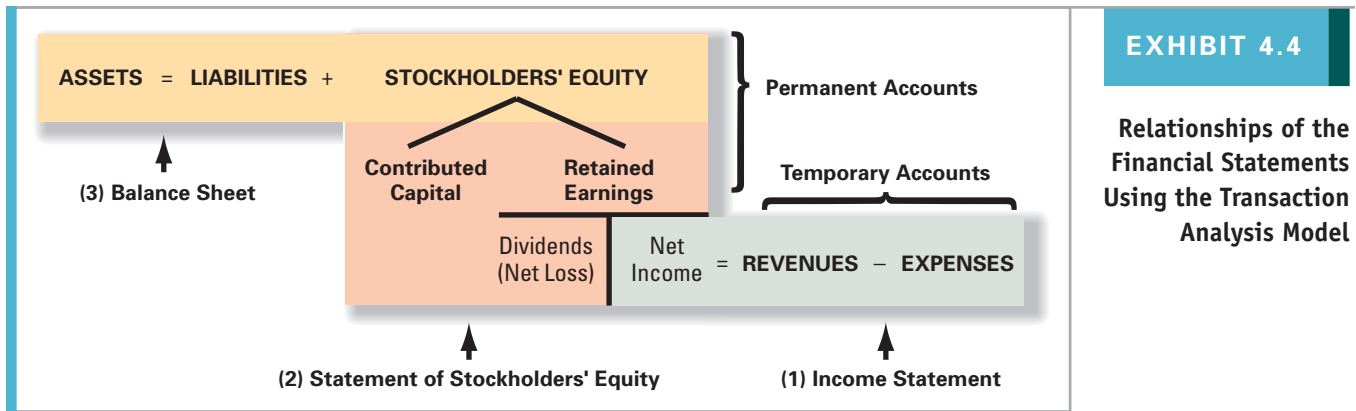 ASSETS = LIABILITIES + STOCKHOLDERS' EQUITY
Permanent Accounts
Contributed
Capital
Retained
Earnings
Temporary Accounts
(3) Balance Sheet
Dividends
(Net Loss)
Net
Income
= REVENUES – EXPENSES
(2) Statement of Stockholders' Equity
(1) Income Statement
EXHIBIT 4.4
Relationships of the
Financial Statements
Using the Transaction
Analysis Model